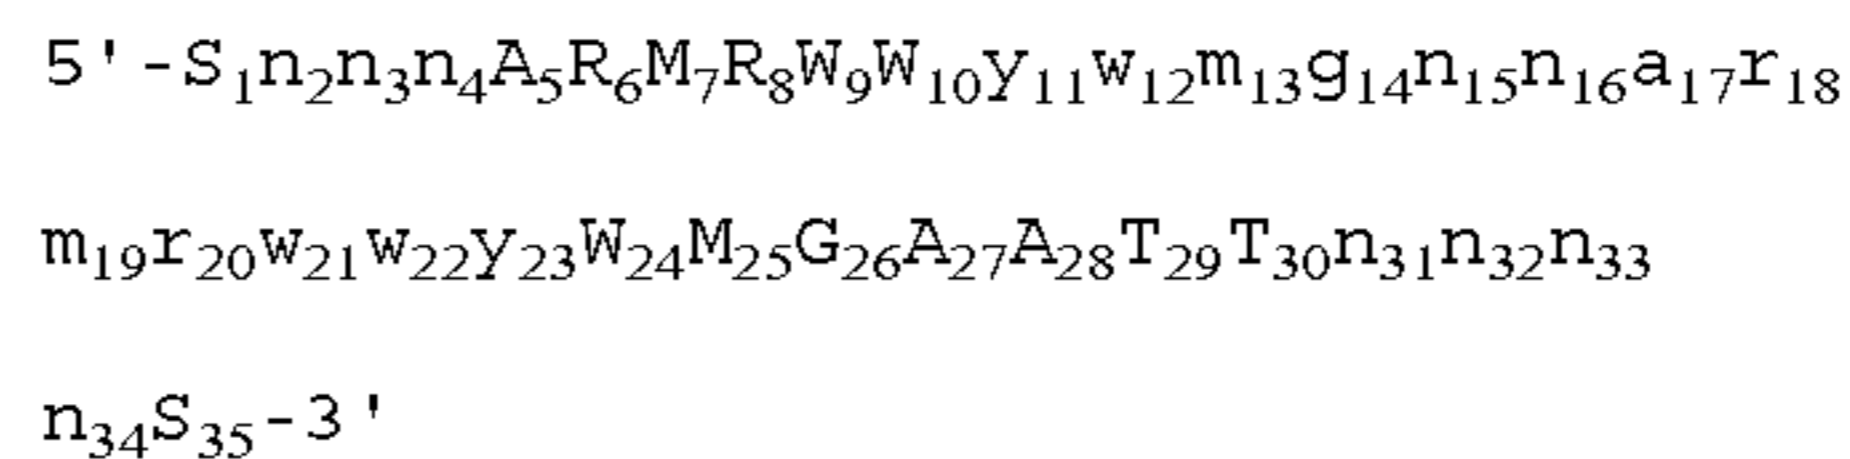 5'-S₁n₂n₃n₄A₅R₆M₇R₈W₉W₁₀y₁₁w₁₂m₁₃g₁₄n₁₅n₁₆a₁₇r₁₈
m₁₉r₂₀w₂₁w₂₂y₂₃W₂₄M₂₅G₂₆A₂₇A₂₈T₂₉T₃₀n₃₁n₃₂n₃₃
n₃₄S₃₅-3'